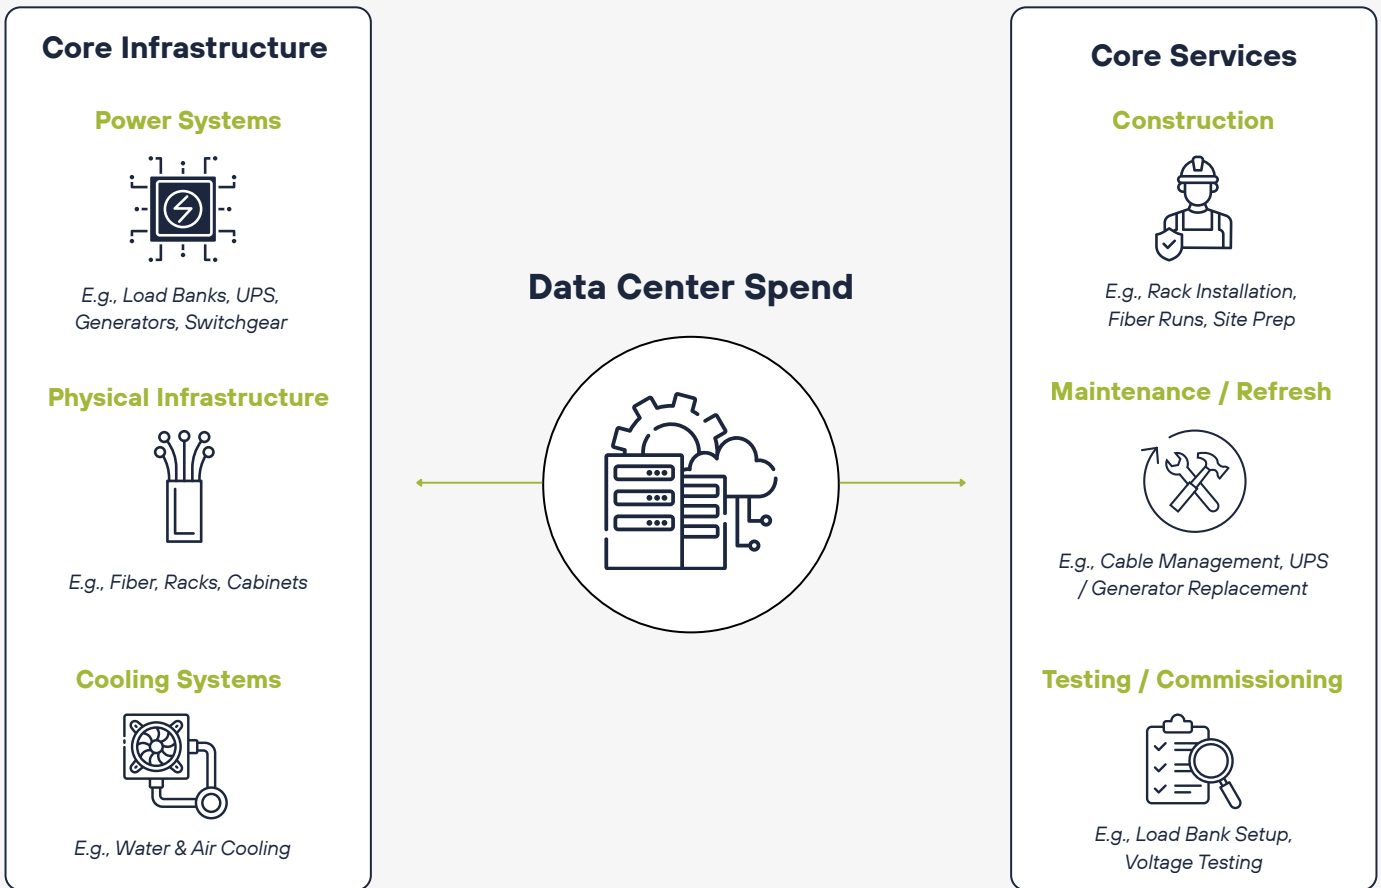 Core Infrastructure
Power Systems
E.g., Load Banks, UPS,
Generators, Switchgear
Physical Infrastructure
E.g., Fiber, Racks, Cabinets
Cooling Systems
E.g., Water & Air Cooling
Data Center Spend
Core Services
Construction
E.g., Rack Installation,
Fiber Runs, Site Prep
Maintenance / Refresh
E.g., Cable Management, UPS
/ Generator Replacement
Testing / Commissioning
E.g., Load Bank Setup,
Voltage Testing